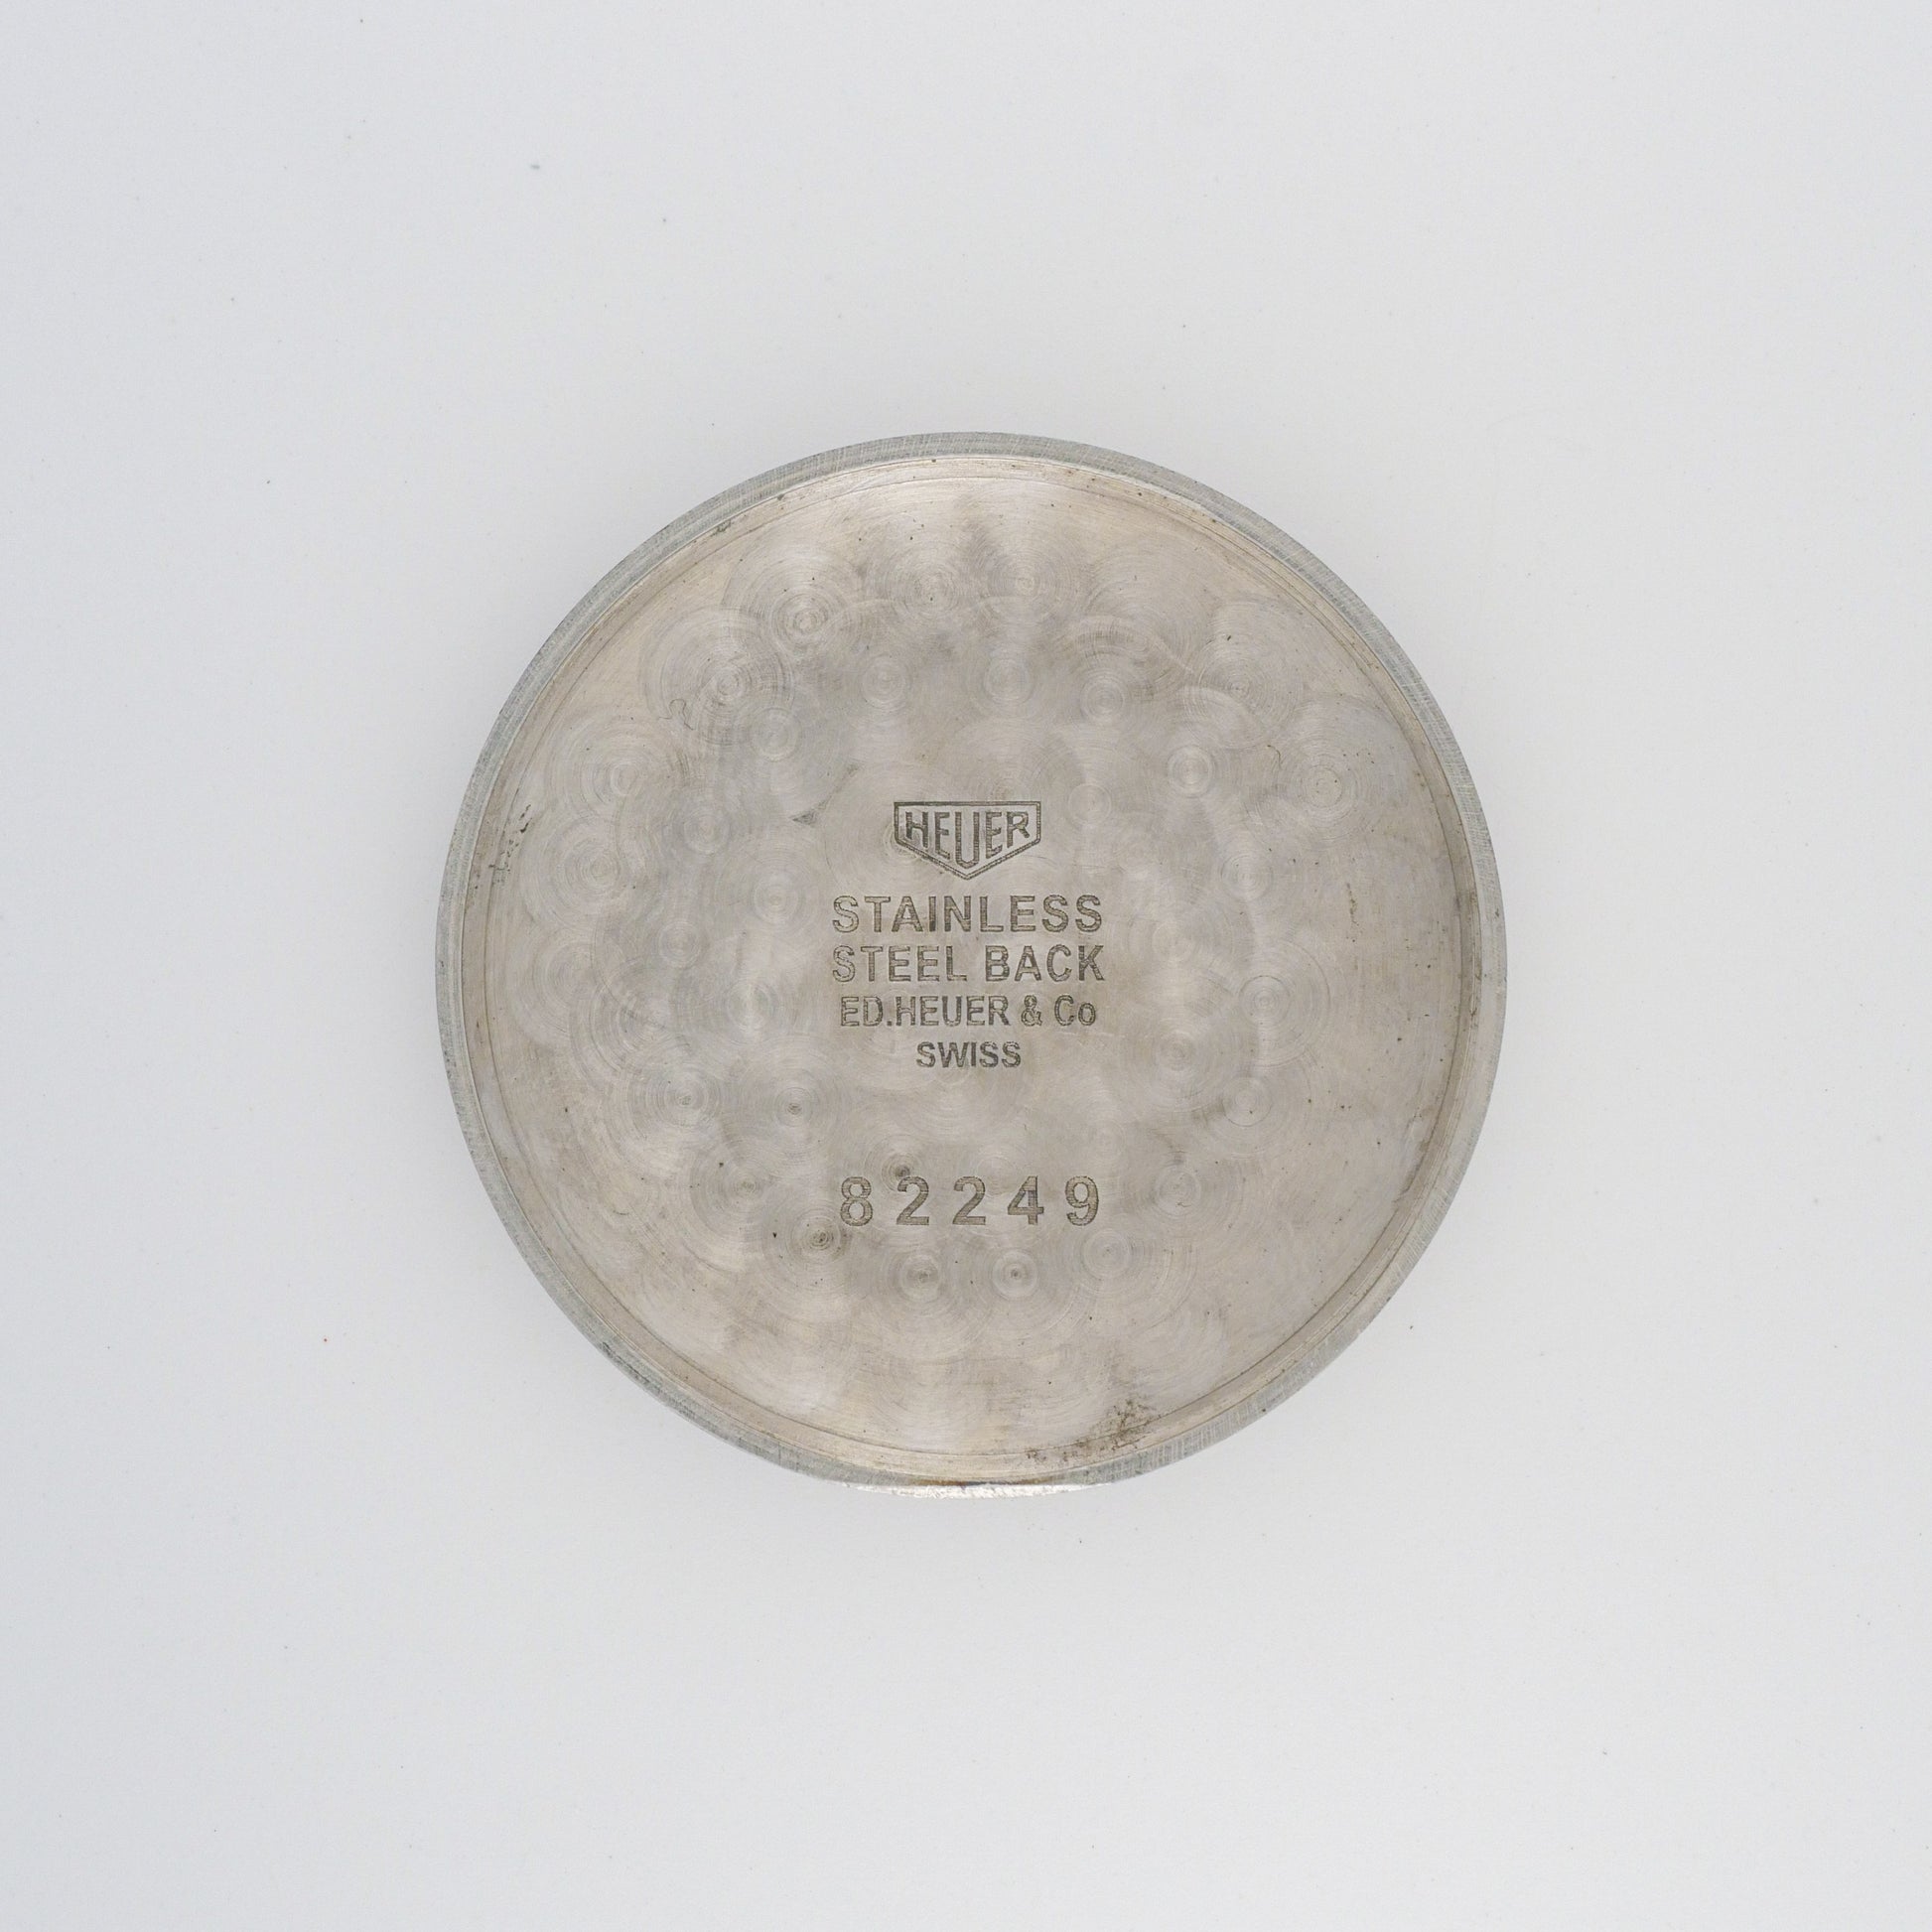 HEUER
STAINLESS
STEEL BACK
ED.HEUER & Co
SWISS
82249